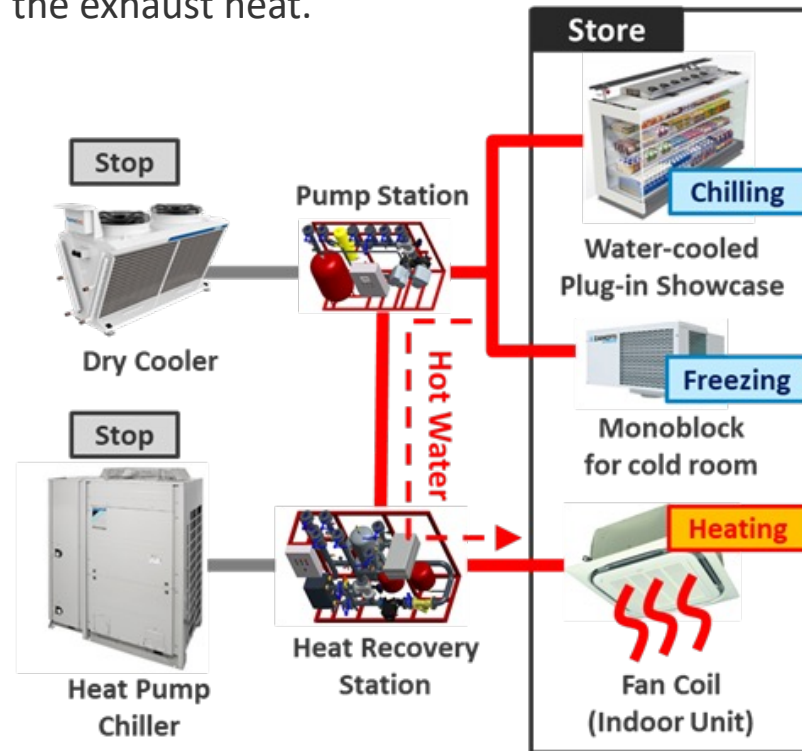 the exhaust heat.
Store
Stop
Pump Station
Chilling
Water-cooled
Plug-in Showcase
Dry Cooler
Hot Water
Freezing
Monoblock
for cold room
Stop
Heating
Heat Recovery
Station
Heat Pump
Chiller
Fan Coil
(Indoor Unit)